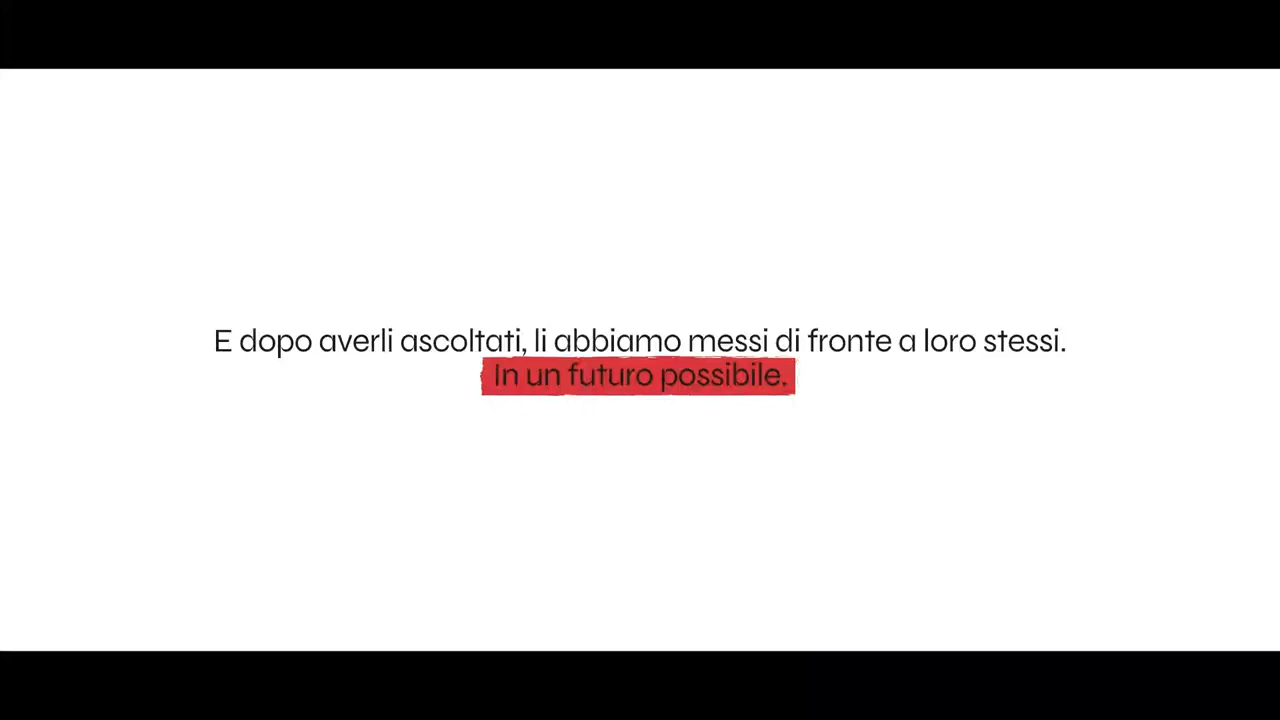 E dopo averli ascoltati, li abbiamo messi di fronte a loro stessi.
In un futuro possibile.